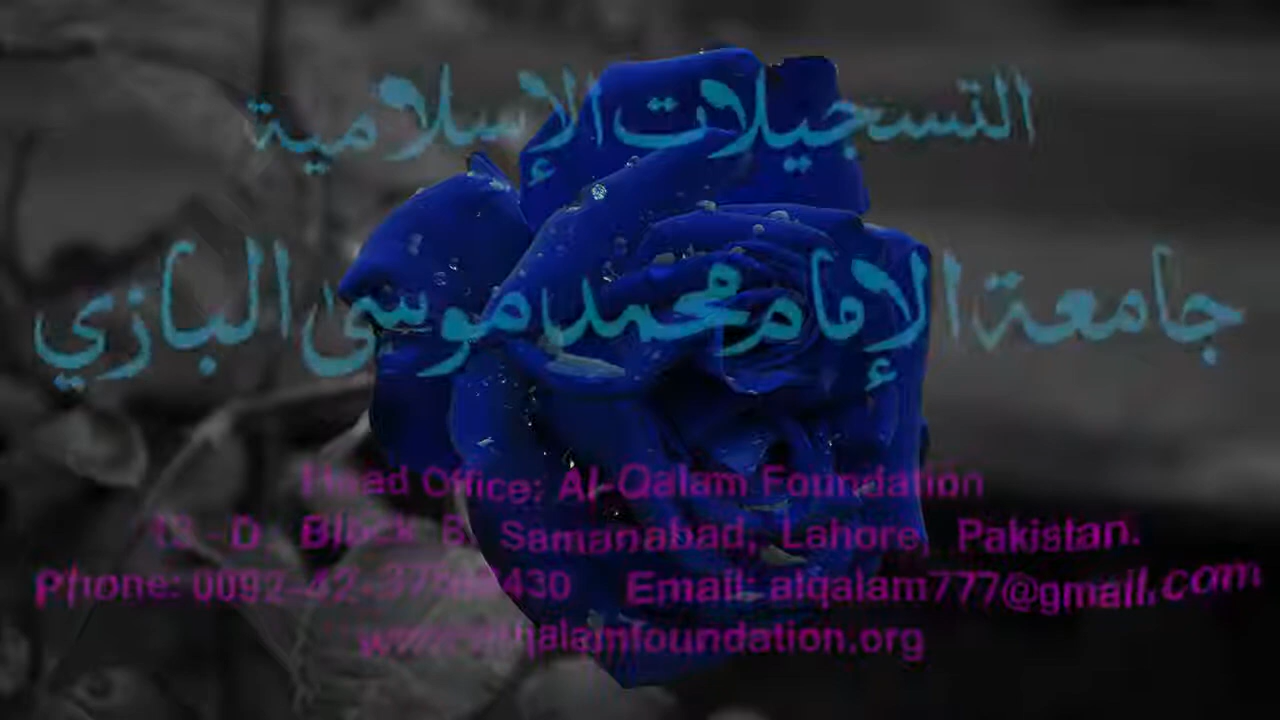 التسجيلات الإسلامية
جامعة الإمام محمد موسى البازي
Head Office: Al-Qalam Foundation
13-D, Block B, Samanabad, Lahore, Pakistan.
Phone: Email: alqalam777@gmail.com